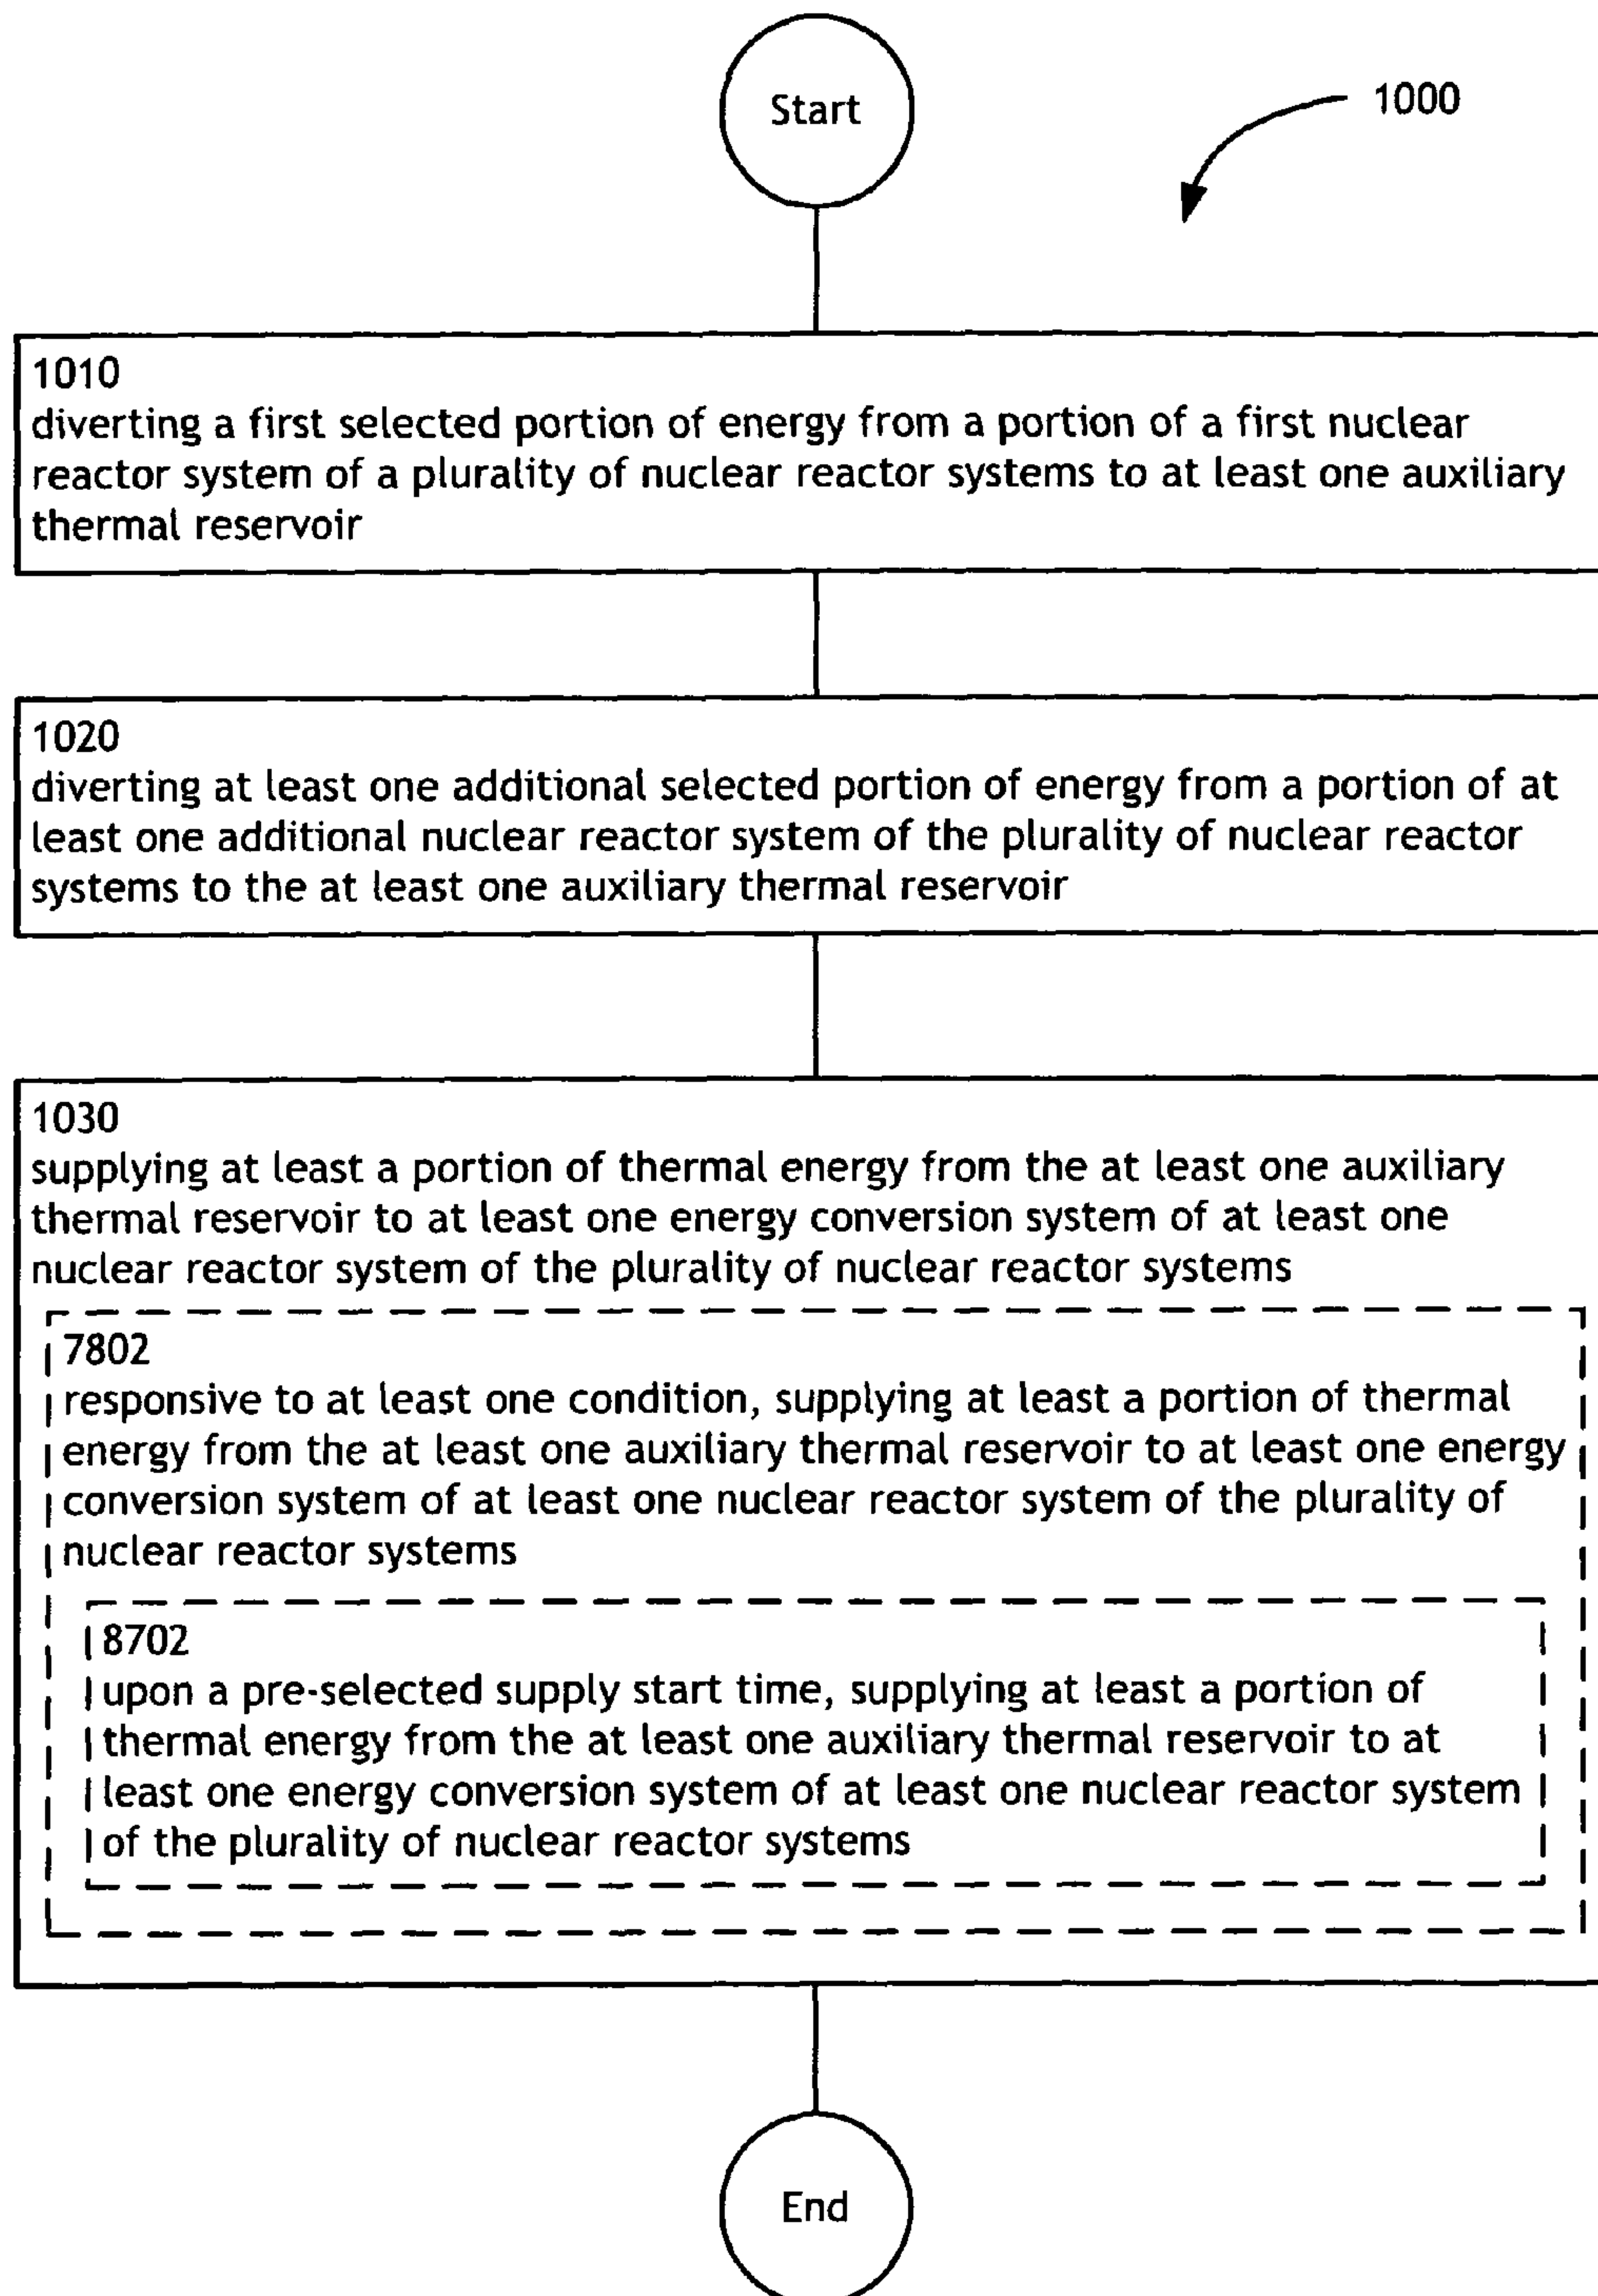 Start
1000
1010
diverting a first selected portion of energy from a portion of a first nuclear
reactor system of a plurality of nuclear reactor systems to at least one auxiliary
thermal reservoir
1020
diverting at least one additional selected portion of energy from a portion of at
least one additional nuclear reactor system of the plurality of nuclear reactor
systems to the at least one auxiliary thermal reservoir
1030
supplying at least a portion of thermal energy from the at least one auxiliary
thermal reservoir to at least one energy conversion system of at least one
nuclear reactor system of the plurality of nuclear reactor systems
7802
responsive to at least one condition, supplying at least a portion of thermal
energy from the at least one auxiliary thermal reservoir to at least one energy
conversion system of at least one nuclear reactor system of the plurality of
nuclear reactor systems
8702
upon a pre-selected supply start time, supplying at least a portion of
thermal energy from the at least one auxiliary thermal reservoir to at
least one energy conversion system of at least one nuclear reactor system
of the plurality of nuclear reactor systems
End